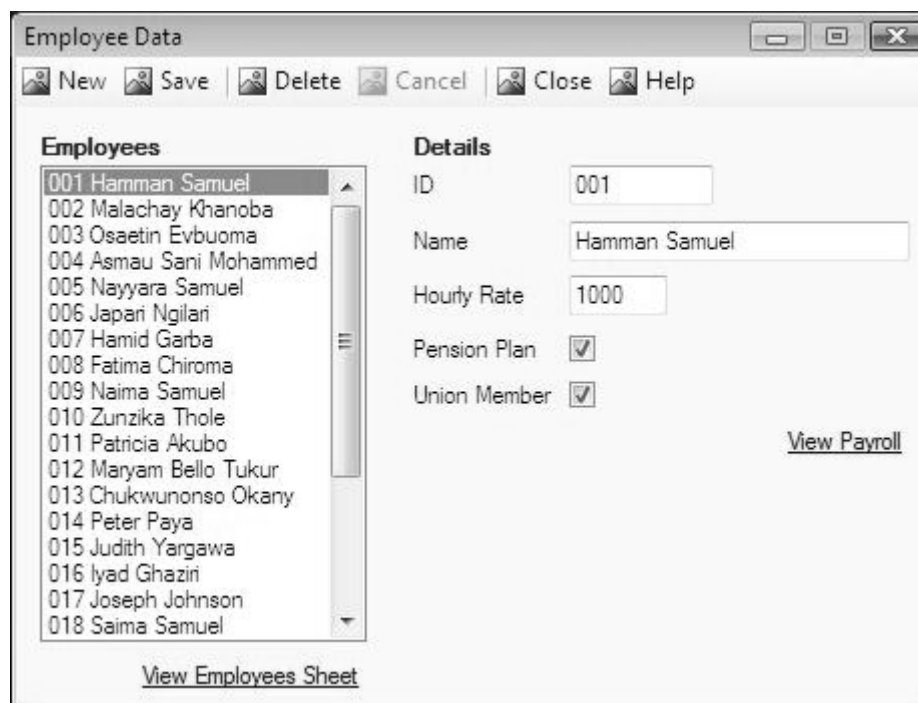 Employee Data
New Save Delete Cancel Close Help
Employees
001 Hamman Samuel
002 Malachay Khanoba
003 Osaetin Evbuoma
004 Asmau Sani Mohammed
005 Nayyara Samuel
006 Japari Ngilari
007 Hamid Garba
008 Fatima Chiroma
009 Naima Samuel
010 Zunzika Thole
011 Patricia Akubo
012 Maryam Bello Tukur
013 Chukwunonso Okany
014 Peter Paya
015 Judith Yargawa
016 Iyad Ghaziri
017 Joseph Johnson
018 Saima Samuel
View Employees Sheet
Details
ID 001
Name Hamman Samuel
Hourly Rate 1000
Pension Plan
Union Member
View Payroll